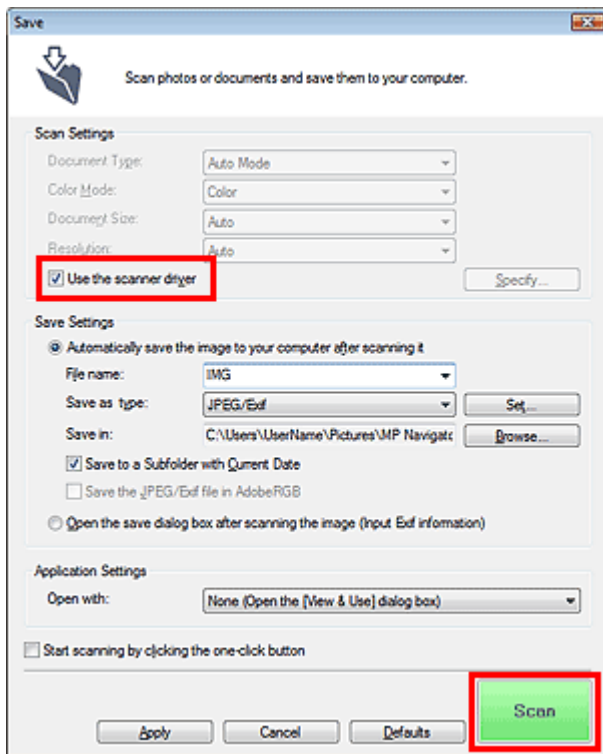 Save
Scan photos or documents and save them to your computer.
Scan Settings
Document Type: Auto Mode
Color Mode: Color
Document Size: Auto
Resolution: Auto
Use the scanner driver Specify...
Save Settings
Automatically save the image to your computer after scanning it
File name: IMG
Save as type: JPEG/Exif Set...
Save in: C:\Users\UserName\Pictures\MP Navigato Browse...
Save to a Subfolder with Current Date
Save the JPEG/Exif file in AdobeRGB
Open the save dialog box after scanning the image (Input Exif information)
Application Settings
Open with: None (Open the [View & Use] dialog box)
Start scanning by clicking the one-click button
Scan
Apply Cancel Defaults